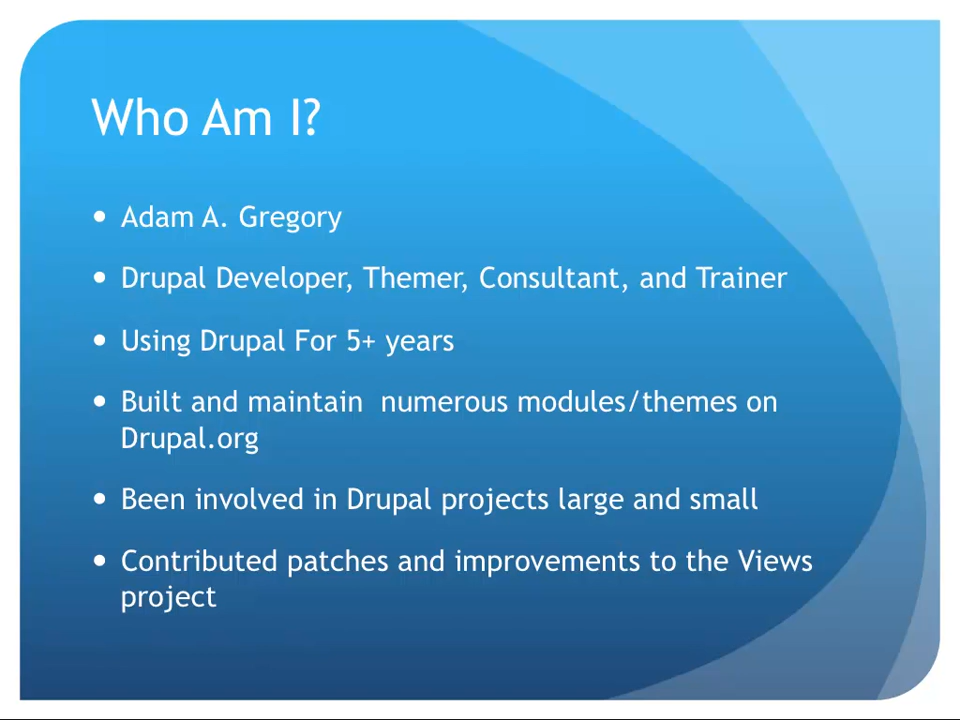 Who Am I?
• Adam A. Gregory
• Drupal Developer, Themer, Consultant, and Trainer
• Using Drupal For 5+ years
• Built and maintain  numerous modules/themes on
Drupal.org
• Been involved in Drupal projects large and small
• Contributed patches and improvements to the Views
project